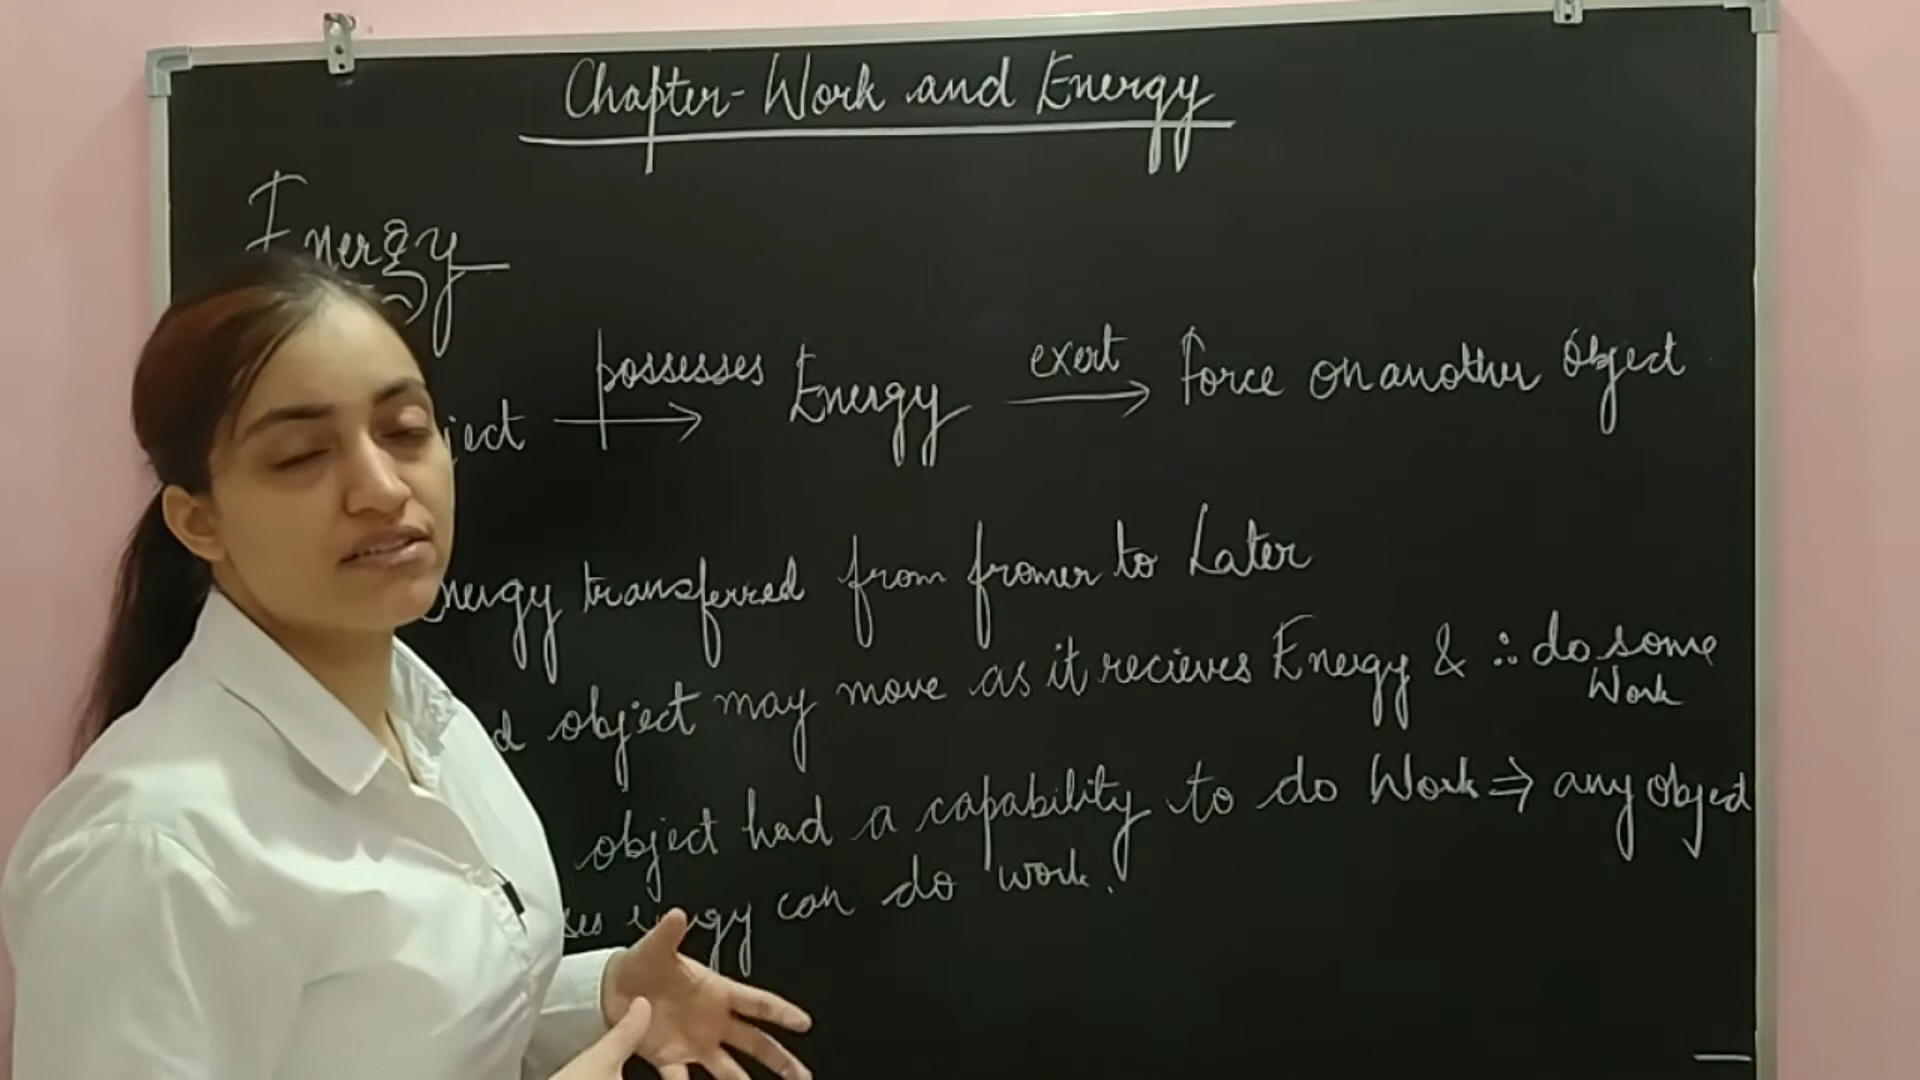 Chapter-Work and Energy
Energy
ject possesses Energy exert Force on another Object
nergy transferred from fromer to Later
d object may move as it recieves Energy & ∴ do some
Work
object had a capability to do Work ⇒ any object
ses energy can do work.